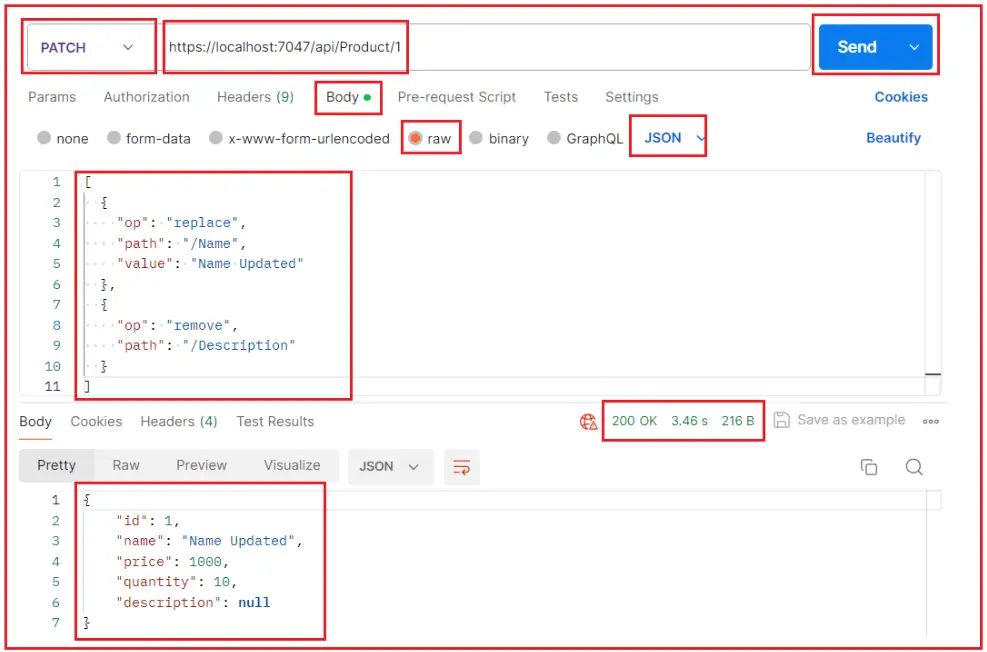 PATCH https://localhost:7047/api/Product/1 Send
Params Authorization Headers (9) Body Pre-request Script Tests Settings Cookies
none form-data x-www-form-urlencoded raw binary GraphQL JSON Beautify
1 [
2 {
3 "op": "replace",
4 "path": "/Name",
5 "value": "Name Updated"
6 },
7 {
8 "op": "remove",
9 "path": "/Description"
10 }
11 ]
Body Cookies Headers (4) Test Results 200 OK 3.46 s 216 B Save as example
Pretty Raw Preview Visualize JSON
1 {
2 "id": 1,
3 "name": "Name Updated",
4 "price": 1000,
5 "quantity": 10,
6 "description": null
7 }